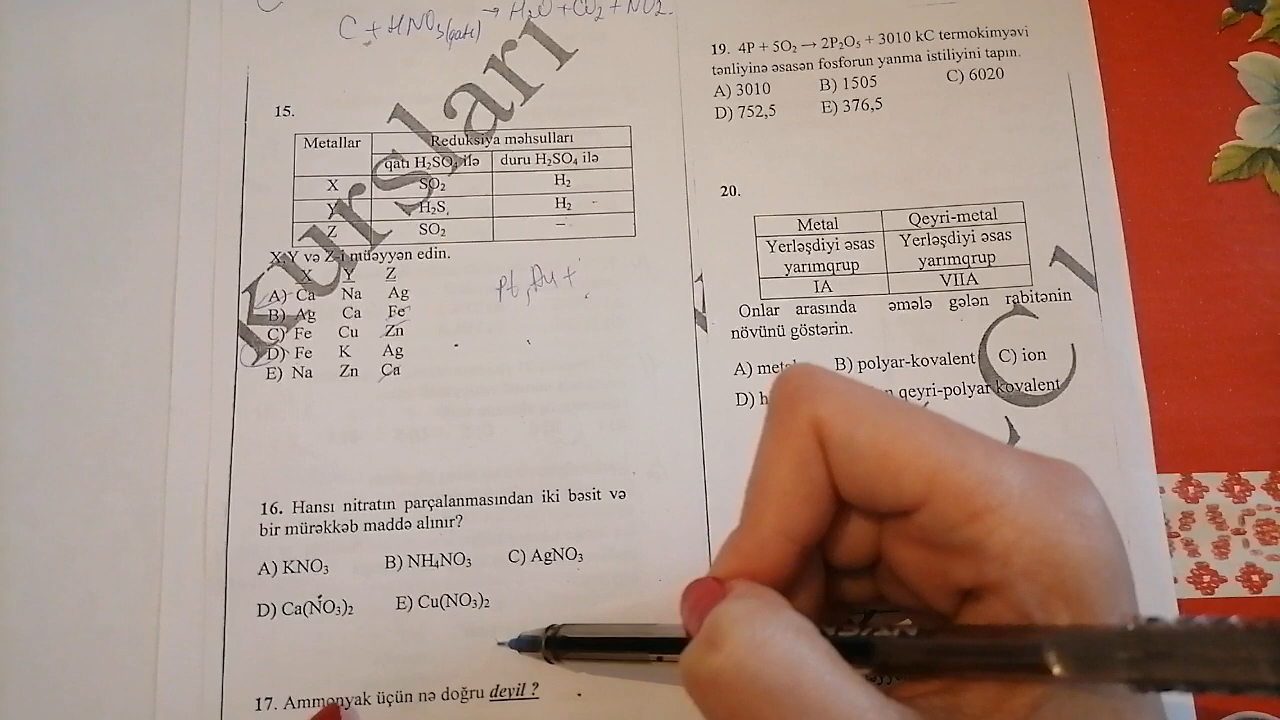 C + HNO3(qatı) → H2O + CO2 + NO2.
Kursları
15.
Metallar Reduksiya məhsulları
qatı H2SO4 ilə duru H2SO4 ilə
X SO2 H2
Y H2S H2 -
Z SO2 –
X,Y və Z-i müəyyən edin.
X Y Z
A) Ca Na Ag
B) Ag Ca Fe
C) Fe Cu Zn
D) Fe K Ag
E) Na Zn Ca
Pt, Au
16. Hansı nitratın parçalanmasından iki bəsit və
bir mürəkkəb maddə alınır?
A) KNO3 B) NH4NO3 C) AgNO3
D) Ca(NO3)2 E) Cu(NO3)2
17. Ammonyak üçün nə doğru deyil ?
19. 4P + 5O2 → 2P2O5 + 3010 kC termokimyəvi
tənliyinə əsasən fosforun yanma istiliyini tapın.
A) 3010 B) 1505 C) 6020
D) 752,5 E) 376,5
20.
Metal Qeyri-metal
Yerləşdiyi əsas Yerləşdiyi əsas
yarımqrup yarımqrup
IA VIIA
Onlar arasında əmələ gələn rabitənin
növünü göstərin.
A) B) polyar-kovalent C) ion
D) qeyri-polyar kovalent